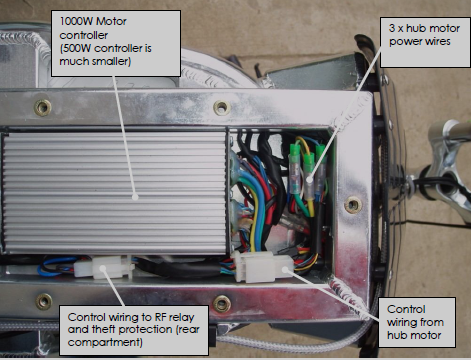 1000W Motor
controller
(500W controller is
much smaller)
3 x hub motor
power wires
Control wiring to RF relay
and theft protection (rear
compartment)
Control
wiring from
hub motor